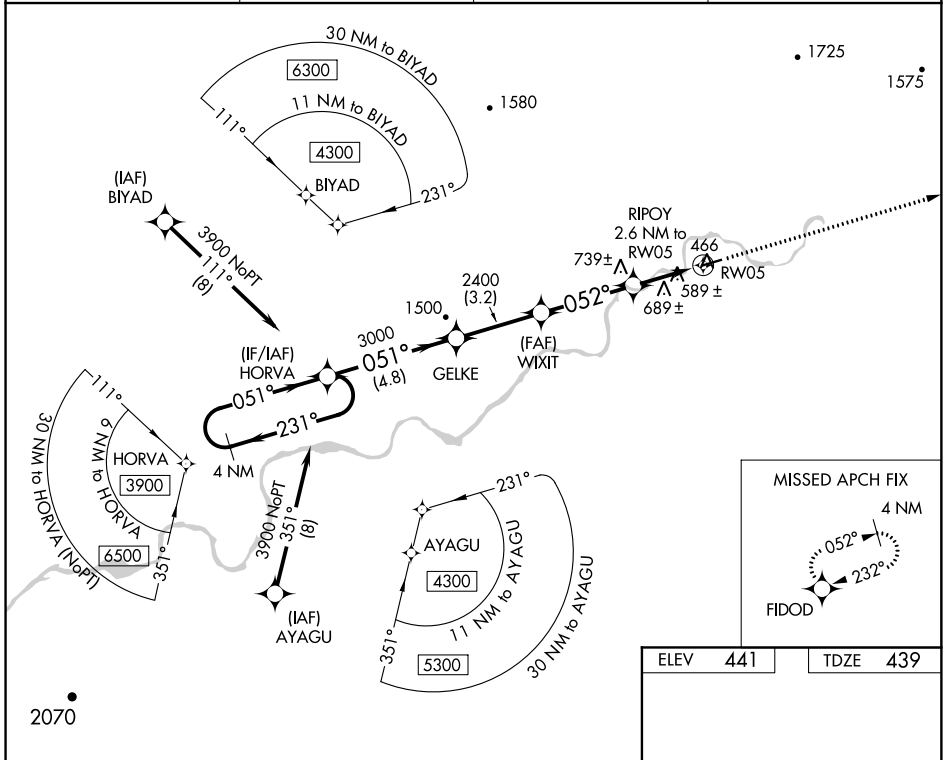 30 NM to BIYAD
6300
11 NM to BIYAD
4300
111°
BIYAD
231°
1725
1575
1580
(IAF)
BIYAD
3900 NoPT
111°
(8)
RIPOY
2.6 NM to
RW05
739±
466
RW05
589 ±
689 ±
052°
2400
(3.2)
1500
(FAF)
WIXIT
GELKE
3000
051°
(4.8)
(IF/IAF)
HORVA
051°
231°
4 NM
111°
30 NM to HORVA (NoPT)
6 NM to HORVA
HORVA
3900
6500
351°
3900 NoPT
351°
(8)
(IAF)
AYAGU
231°
AYAGU
4300
11 NM to AYAGU
30 NM to AYAGU
351°
5300
MISSED APCH FIX
4 NM
052°
232°
FIDOD
ELEV 441
TDZE 439
2070